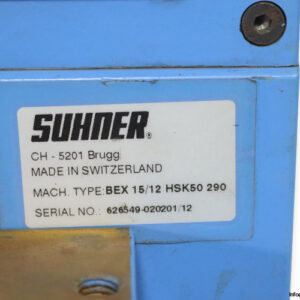 SUHNER®
CH - 5201 Brugg
MADE IN SWITZERLAND
MACH. TYPE: BEX 15/12 HSK50 290
SERIAL NO.: 626549-020201/12